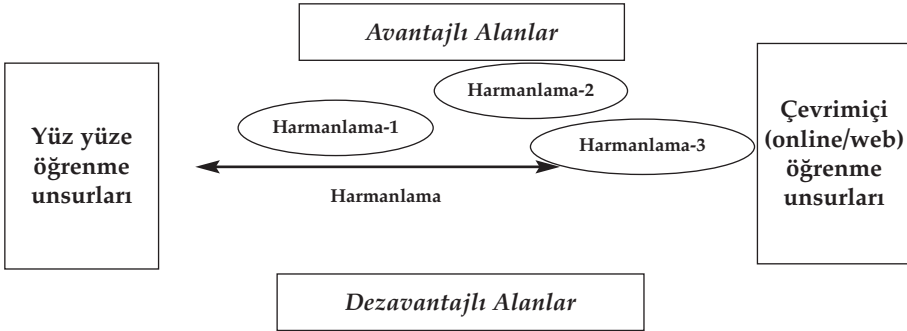 Avantajlı Alanlar
Yüz yüze
öğrenme
unsurları
Harmanlama-1
Harmanlama-2
Harmanlama-3
Harmanlama
Çevrimiçi
(online/web)
öğrenme
unsurları
Dezavantajlı Alanlar